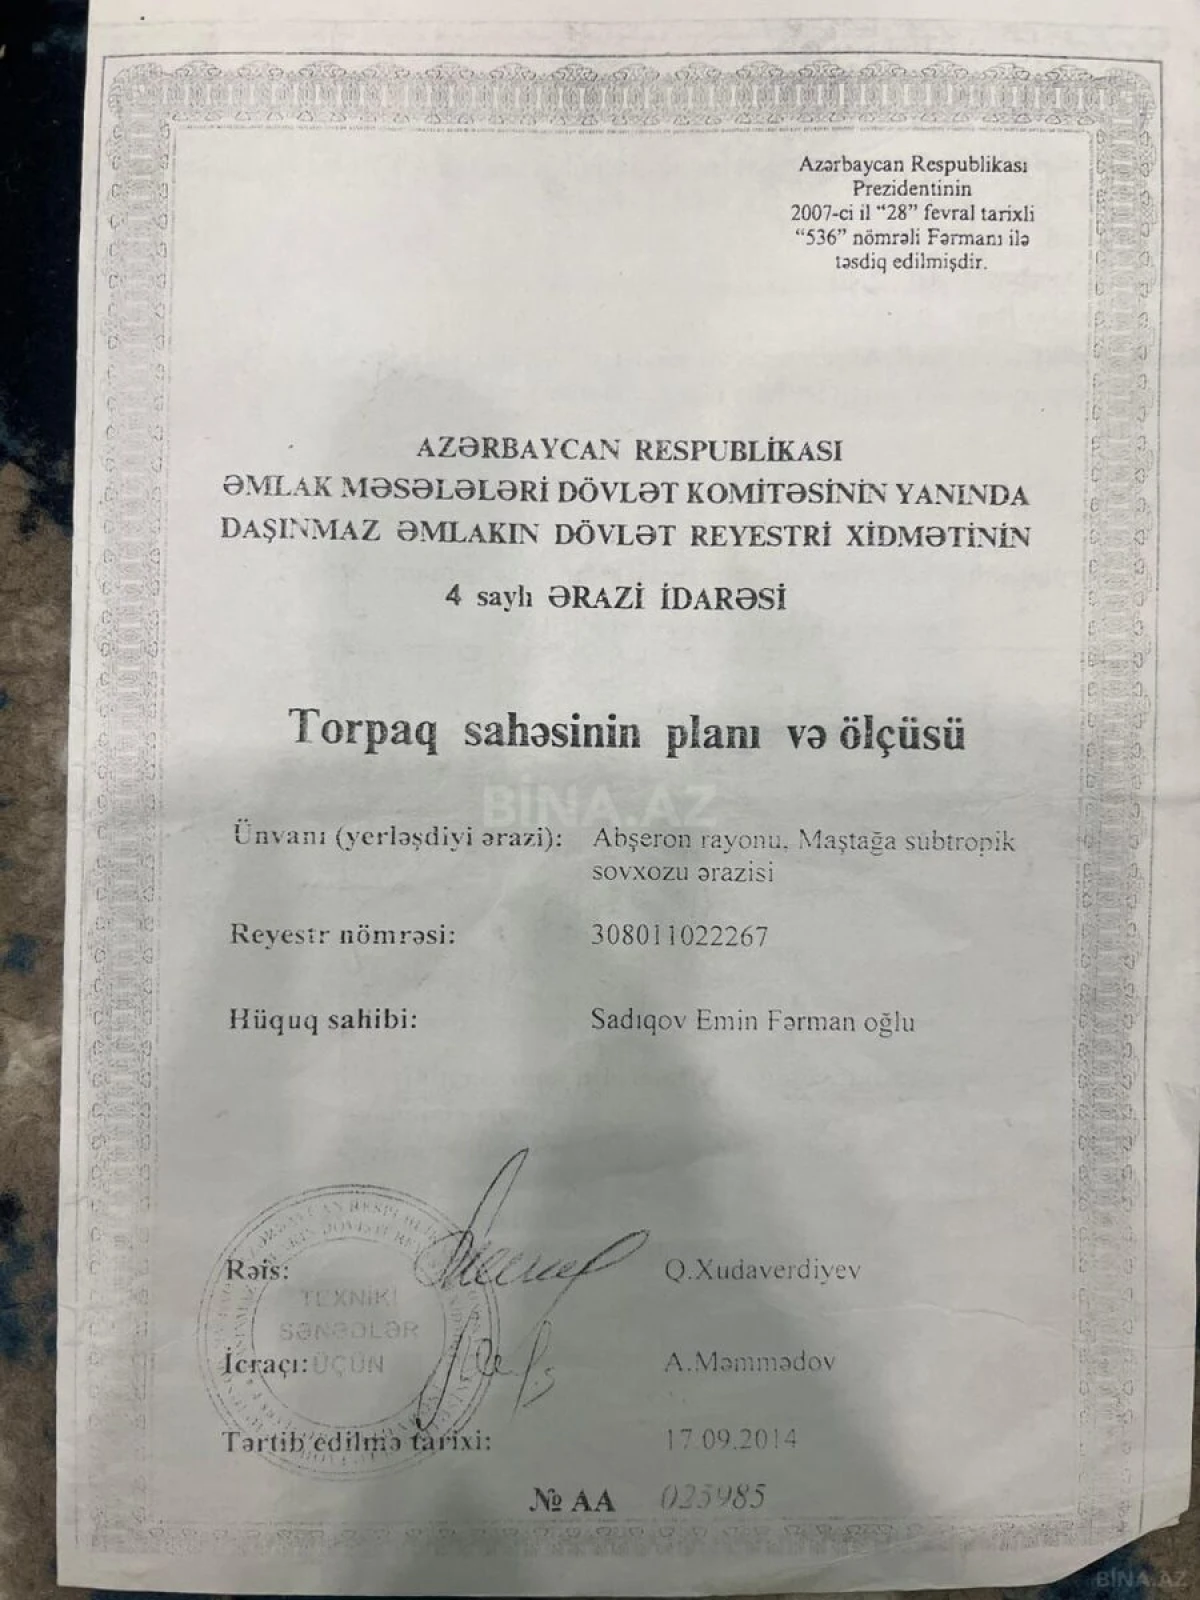 Azərbaycan Respublikası
Prezidentinin
2007-ci il “28” fevral tarixli
“536” nömrəli Fərmanı ilə
təsdiq edilmişdir.
AZƏRBAYCAN RESPUBLİKASI
ƏMLAK MƏSƏLƏLƏRİ DÖVLƏT KOMİTƏSİNİN YANINDA
DAŞINMAZ ƏMLAKIN DÖVLƏT REYESTRİ XİDMƏTİNİN
4 saylı ƏRAZİ İDARƏSİ
Torpaq sahəsinin planı və ölçüsü
BİNA.AZ
Ünvanı (yerləşdiyi ərazi): Abşeron rayonu, Maştağa subtropik
sovxozu ərazisi
Reyestr nömrəsi: 308011022267
Hüquq sahibi: Sadıqov Emin Fərman oğlu
Rəis: Q.Xudaverdiyev
TEXNİKİ
SƏNƏDLƏR
İcraçı: ÜÇÜN A.Məmmədov
Tərtib edilmə tarixi: 17.09.2014
№ AA 025985
BİNA.AZ